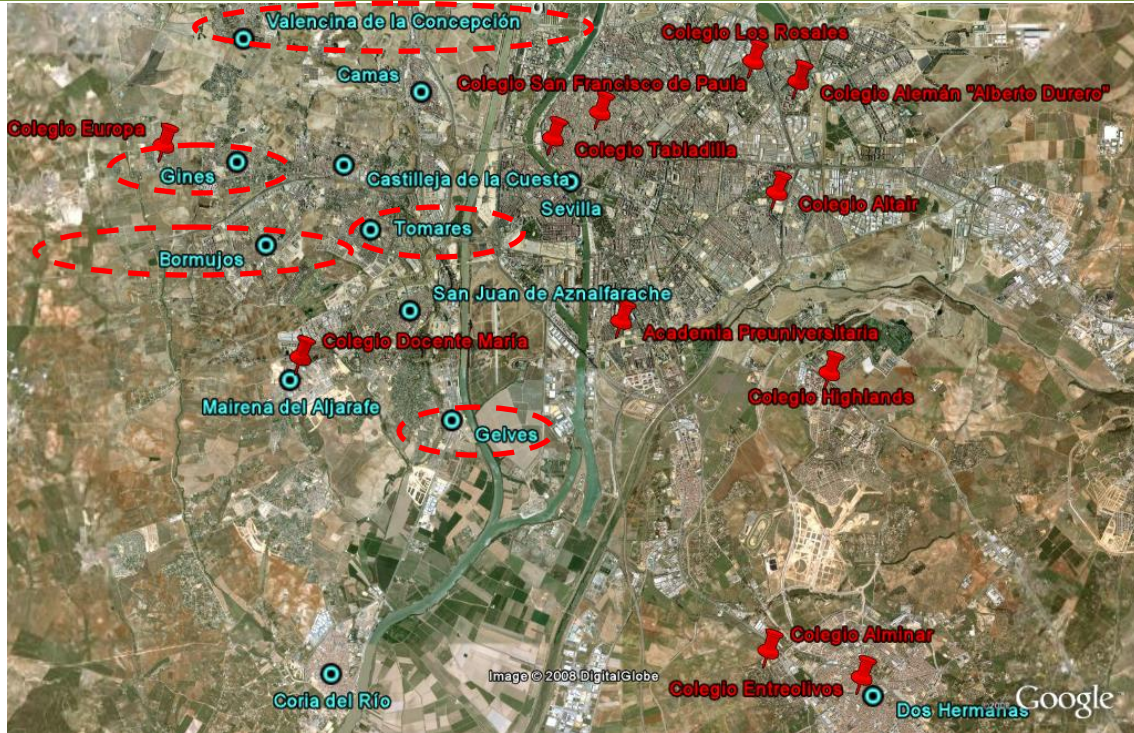 Valencina de la Concepción
Colegio Los Rosales
Camas
Colegio San Francisco de Paula
Colegio Alemán "Alberto Durero"
Colegio Europa
Colegio Tabladilla
Gines
Castilleja de la Cuesta
Sevilla
Colegio Altair
Tomares
Bormujos
San Juan de Aznalfarache
Academia Preuniversitaria
Colegio Docente María
Colegio Highlands
Mairena del Aljarafe
Gelves
Colegio Alminar
Image © 2008 DigitalGlobe
Colegio Entreolivos
Coria del Río
Dos Hermanas
Google